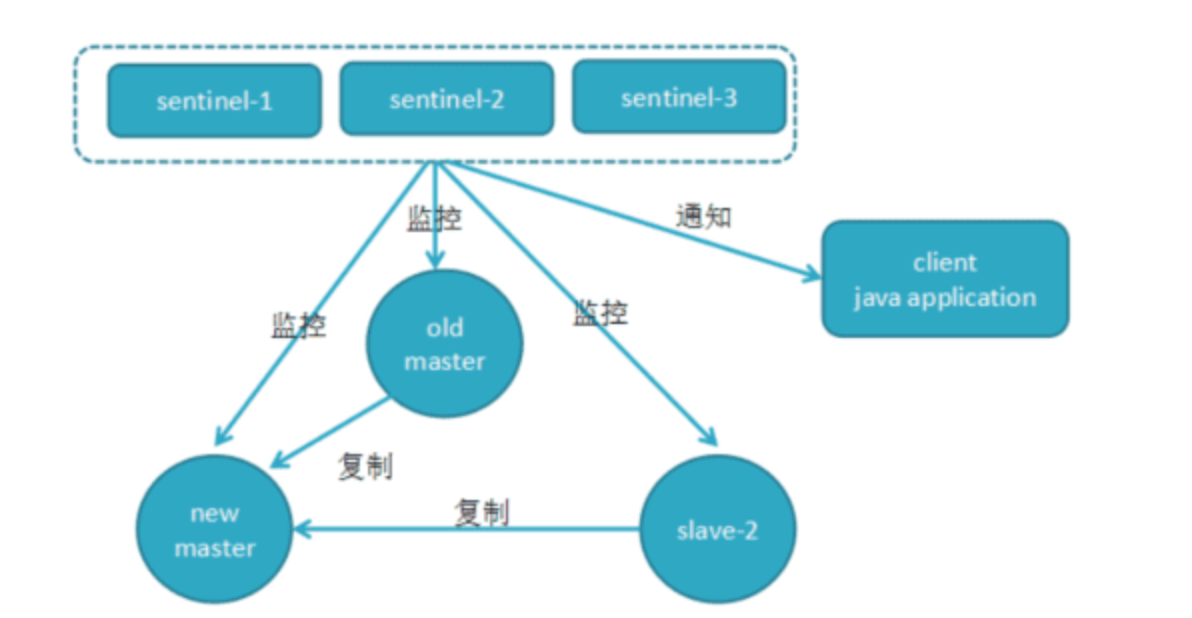 sentinel-1
sentinel-2
sentinel-3
监控
通知
监控
监控
client
java application
old
master
复制
复制
new
master
slave-2